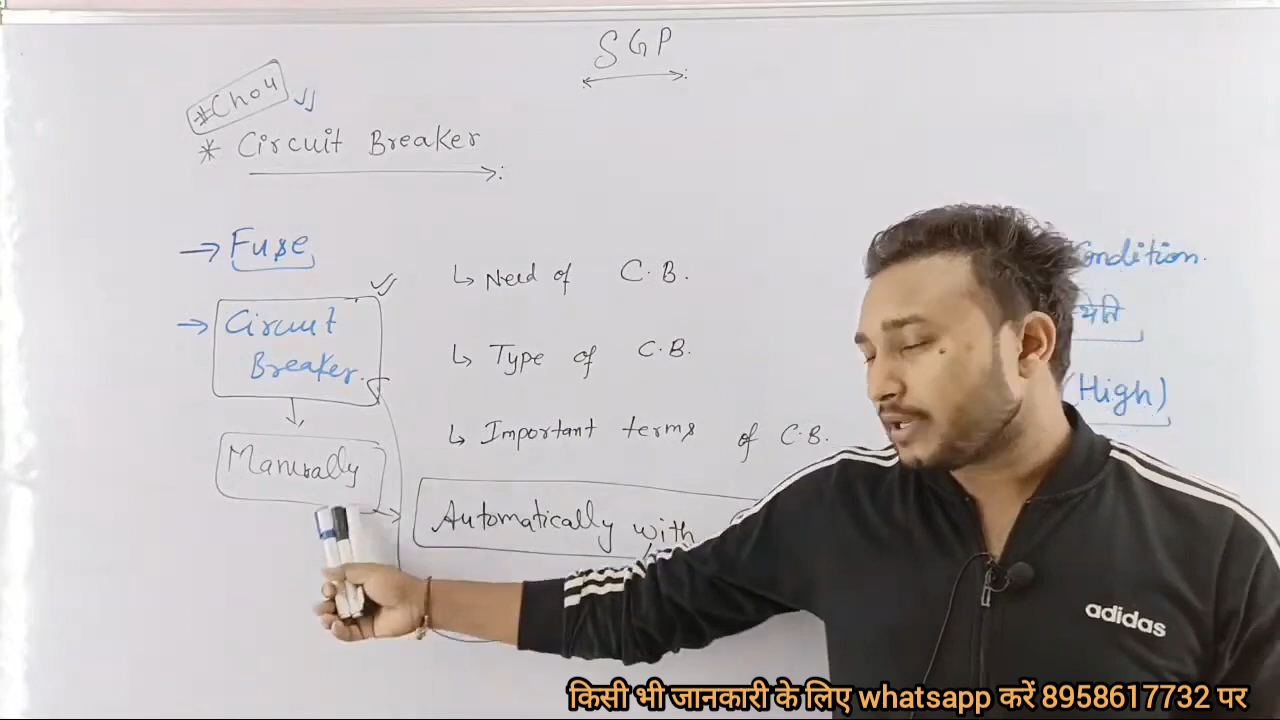 SGP
#Ch04
* Circuit Breaker
→ Fuse
→ Circuit
Breaker.
Manually
↳ Need of C.B.
↳ Type of C.B.
↳ Important terms of C.B.
Automatically with
Condition.
(High)
adidas
किसी भी जानकारी के लिए whatsapp करें 8958617732 पर